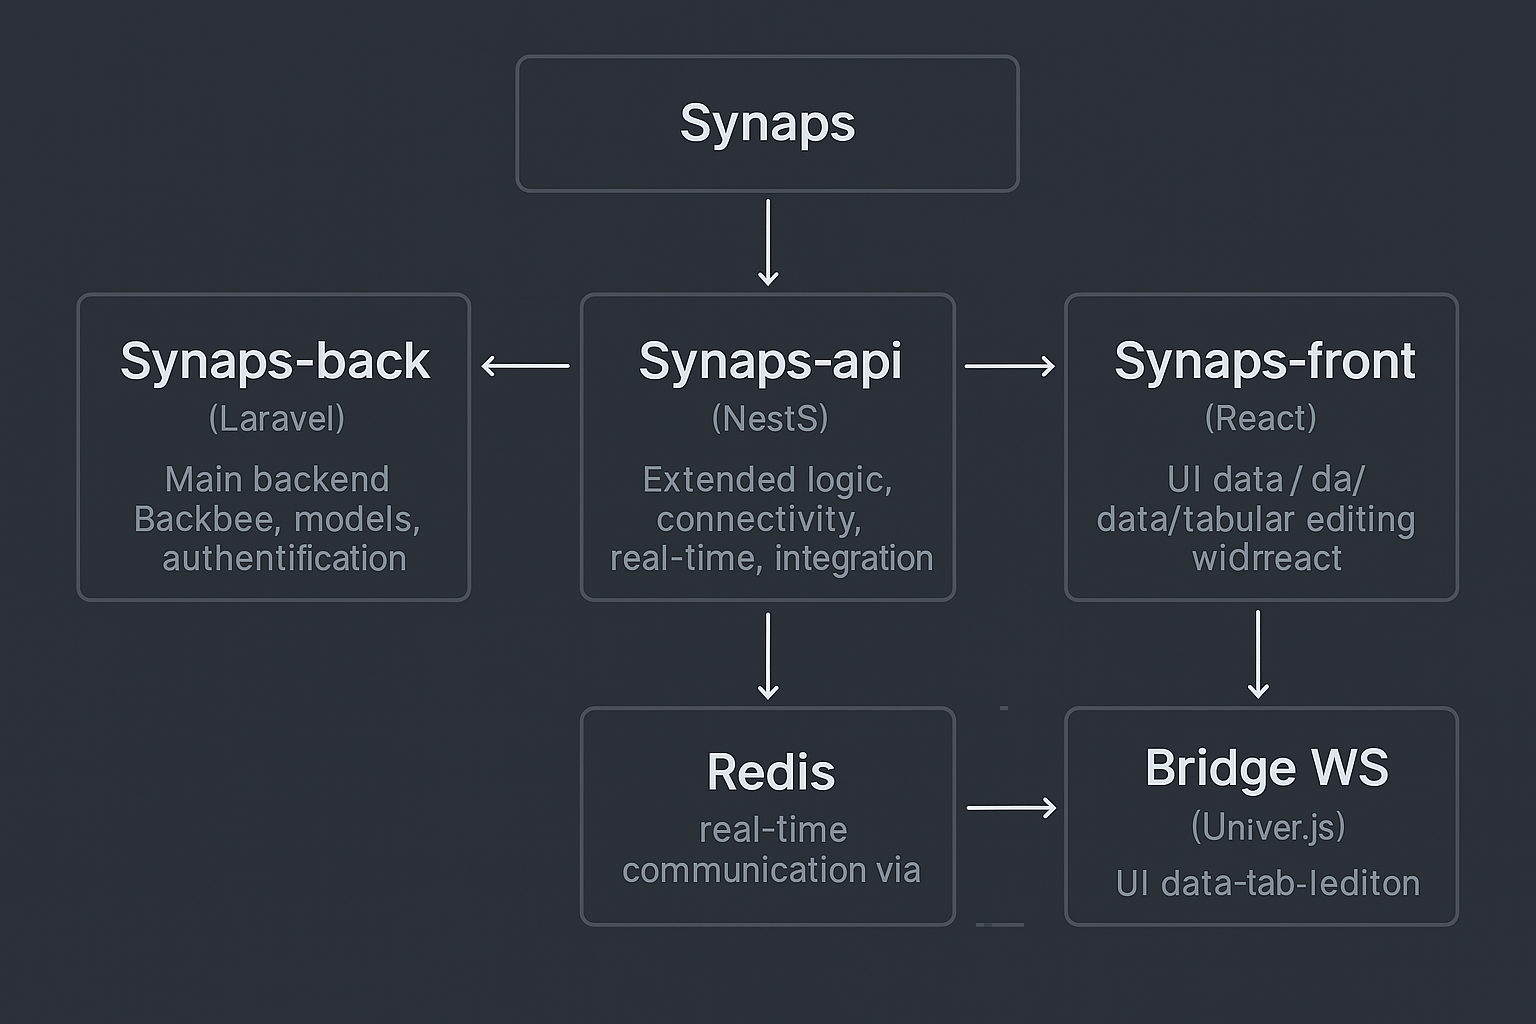 Synaps
Synaps-back
(Laravel)
Main backend
Backbee, models,
authentification
Synaps-api
(NestS)
Extended logic,
connectivity,
real-time, integration
Synaps-front
(React)
UI data / da/
data/tabular editing
widrreact
Redis
real-time
communication via
Bridge WS
(Univer.js)
UI data-tab-lediton